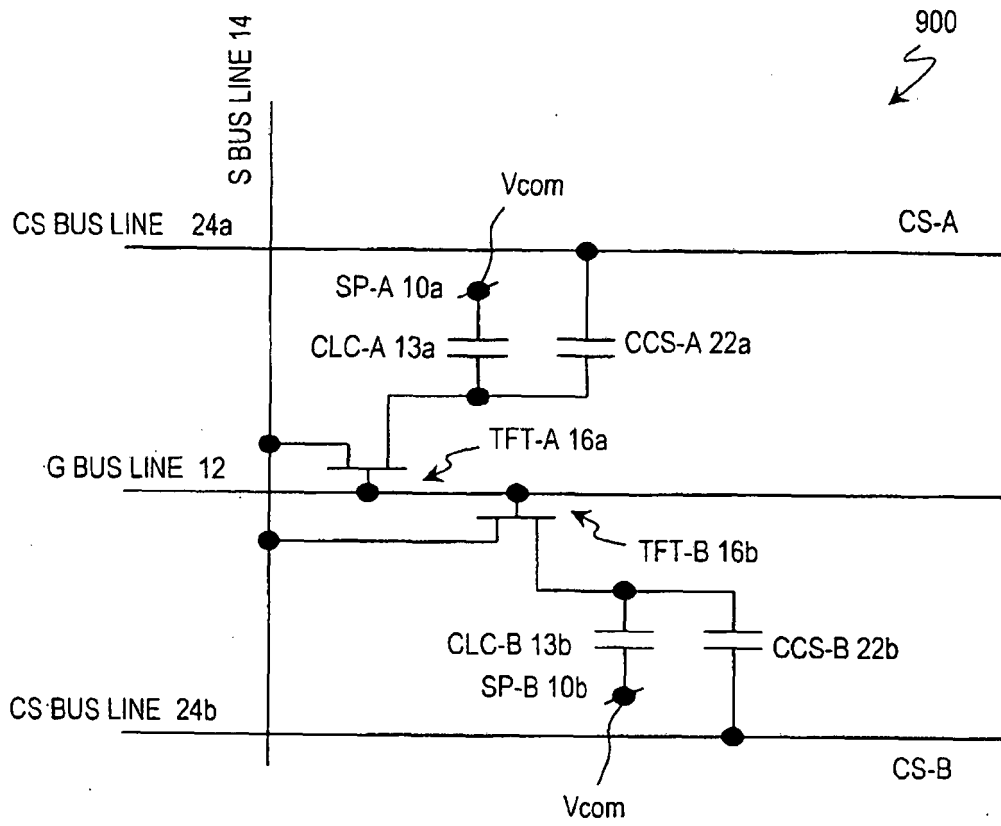 900
S BUS LINE 14
Vcom
CS BUS LINE 24a
CS-A
SP-A 10a
CLC-A 13a
CCS-A 22a
TFT-A 16a
G BUS LINE 12
TFT-B 16b
CLC-B 13b
CCS-B 22b
SP-B 10b
CS BUS LINE 24b
CS-B
Vcom